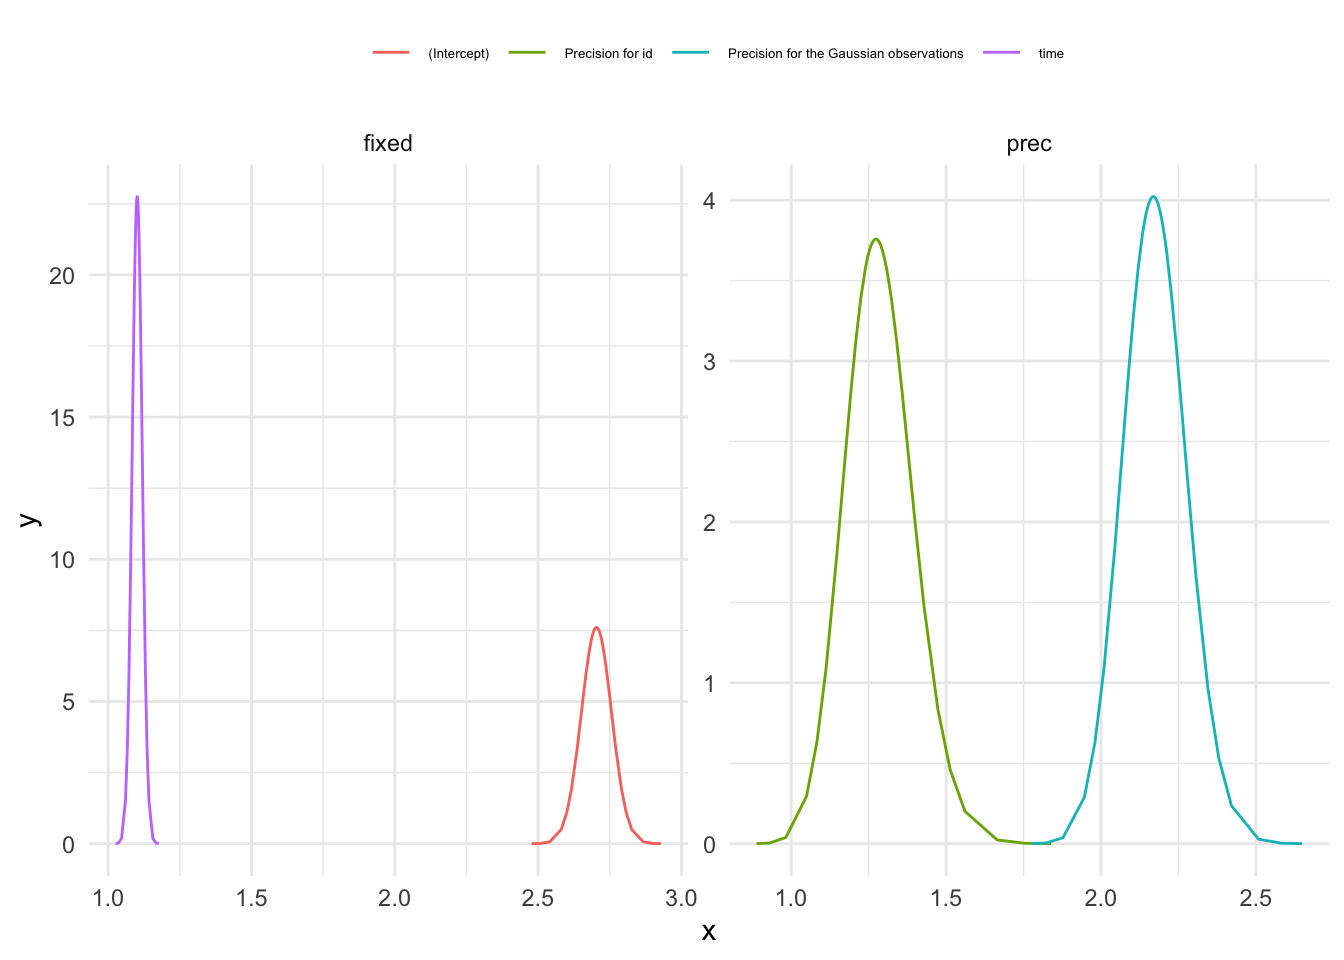 (Intercept) Precision for id Precision for the Gaussian observations time
fixed
prec
y
20
15
10
5
0
4
3
2
1
0
1.0 1.5 2.0 2.5 3.0
1.0 1.5 2.0 2.5
x